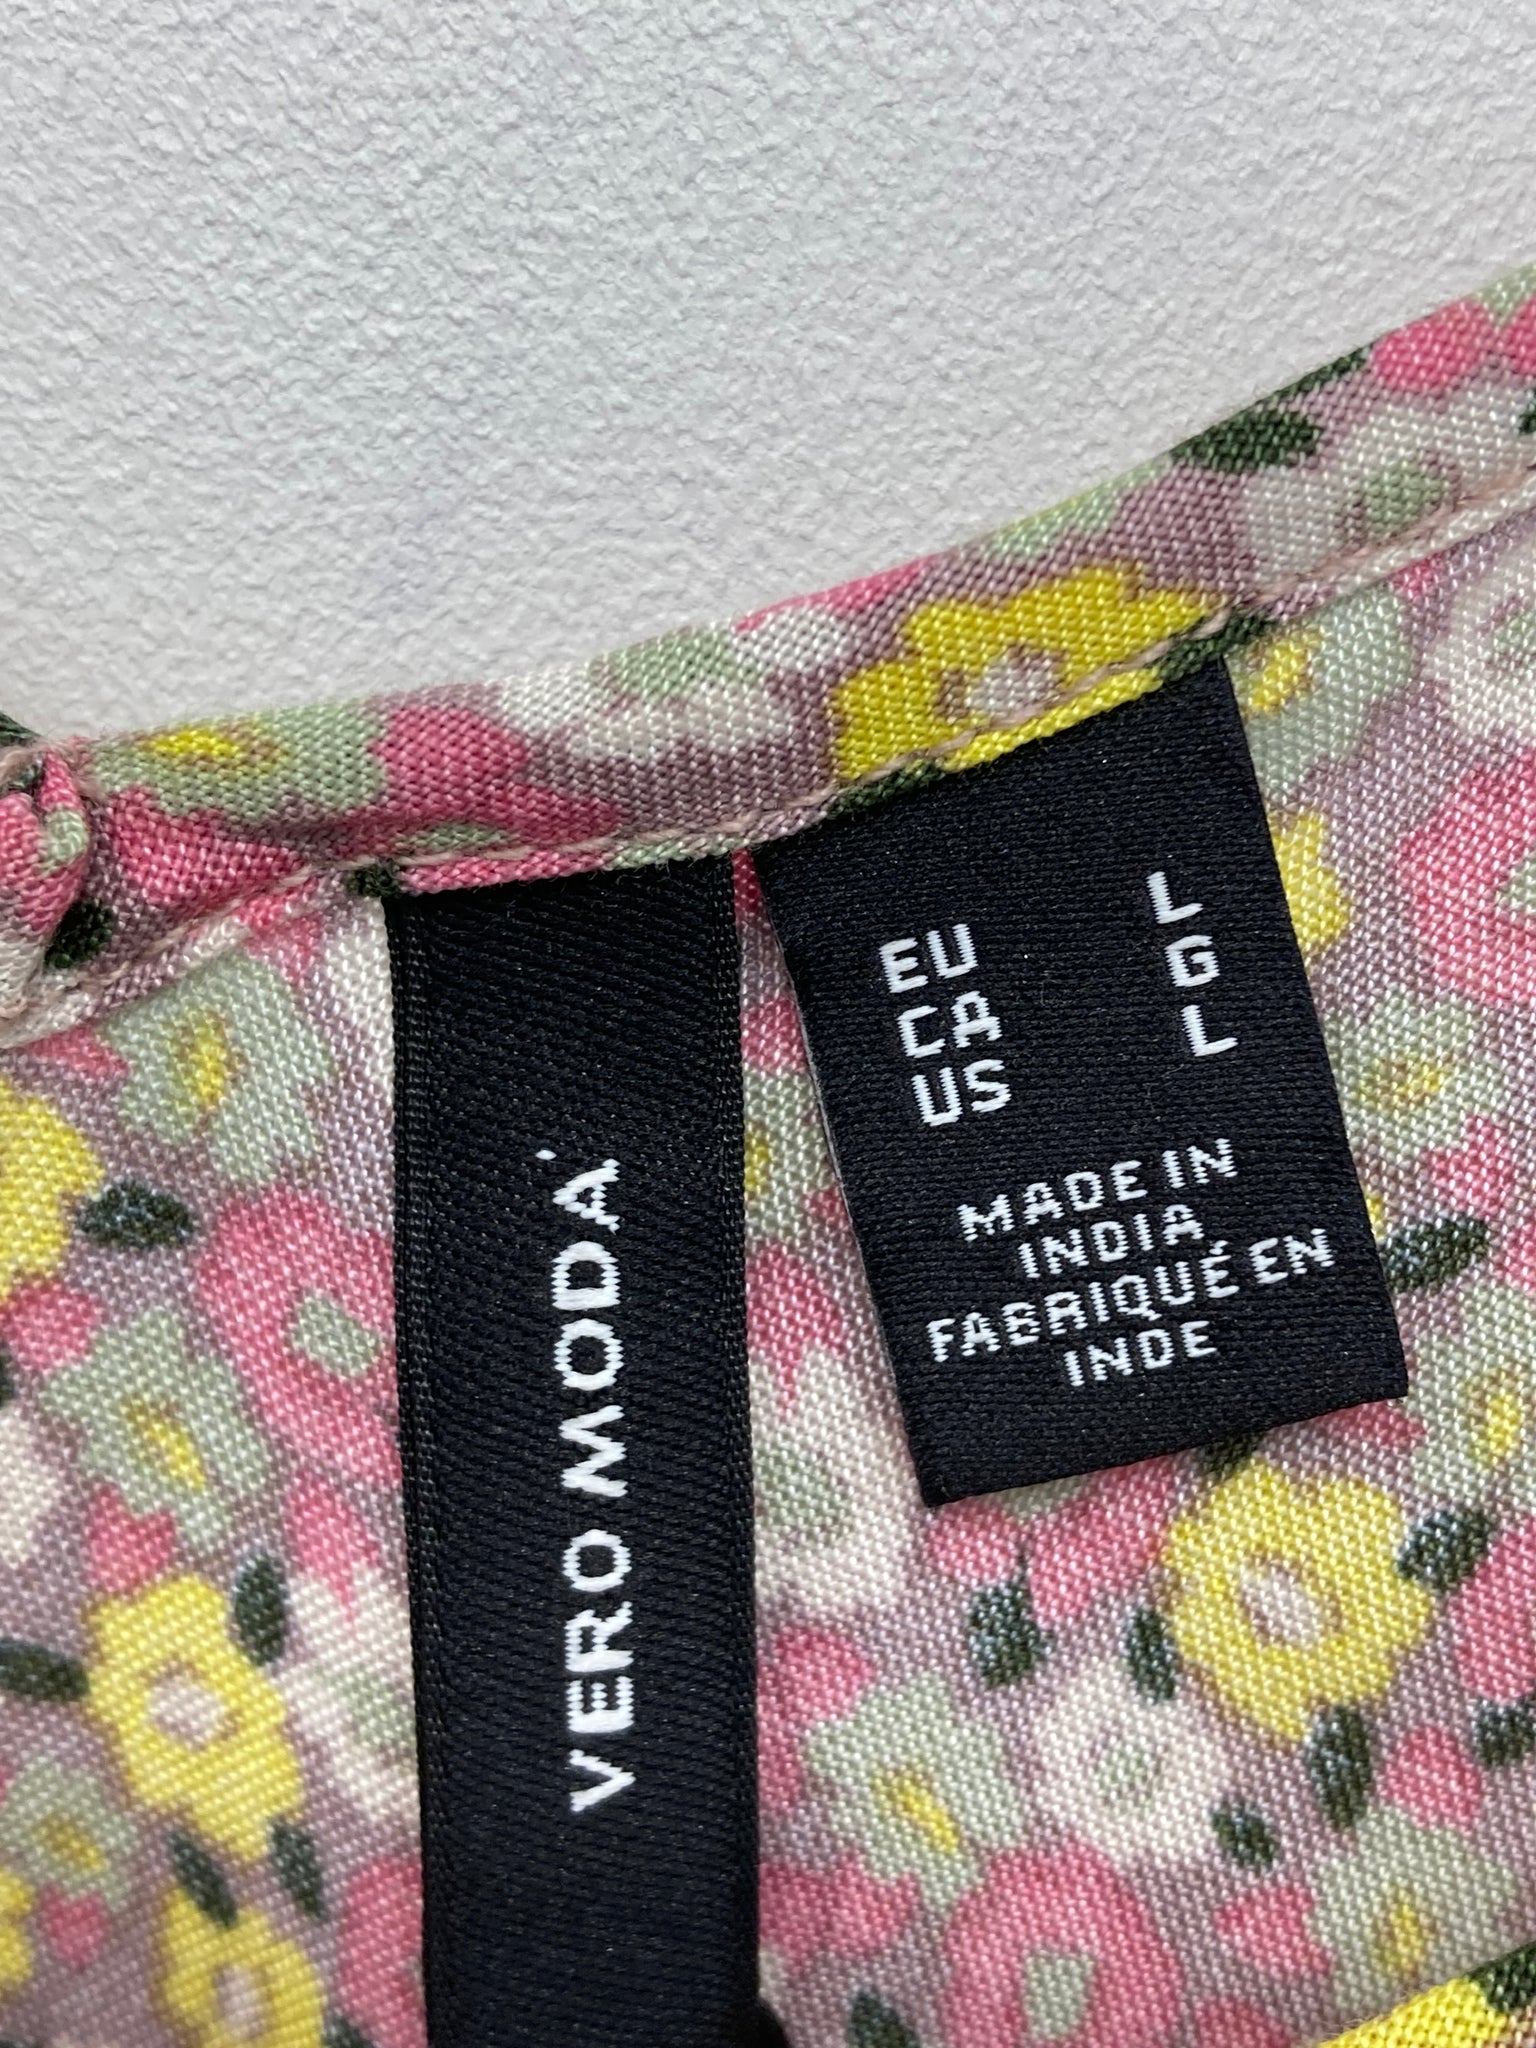 VERO MODA
EU L
CA G
US L
MADE IN
INDIA
FABRIQUÉ EN
INDE